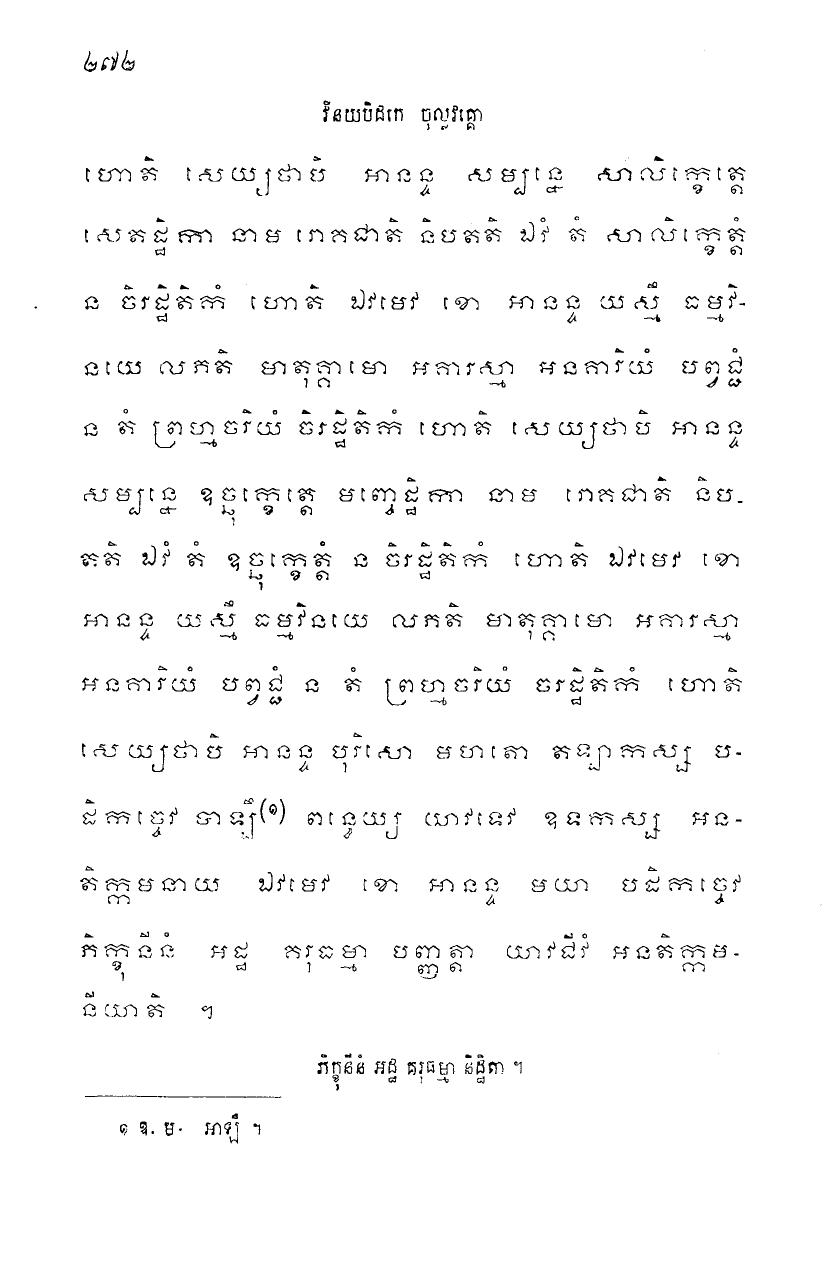 ២៧២
វិនយបិដកេ ចុល្លវគ្គោ
ហោតិ សេយ្យថាបិ អានន្ទ សម្បន្នេ សាលិក្ខេត្តេ
សេតដ្ឋិកា នាម រោគជាតិ និបតតិ ឯវំ តំ សាលិក្ខេត្តំ
ន ចិរដ្ឋិតិកំ ហោតិ ឯវមេវ ខោ អានន្ទ យស្មឹ ធម្មវិ-
នយេ លភតិ មាតុគ្គាមោ អគារស្មា អនគារិយំ បព្វជ្ជំ
ន តំ ព្រហ្មចរិយំ ចិរដ្ឋិតិកំ ហោតិ សេយ្យថាបិ អានន្ទ
សម្បន្នេ ឧច្ឆុក្ខេត្តេ មញ្ជេដ្ឋិកា នាម រោគជាតិ និប-
តតិ ឯវំ តំ ឧច្ឆុក្ខេត្តំ ន ចិរដ្ឋិតិកំ ហោតិ ឯវមេវ ខោ
អានន្ទ យស្មឹ ធម្មវិនយេ លភតិ មាតុគ្គាមោ អគារស្មា
អនគារិយំ បព្វជ្ជំ ន តំ ព្រហ្មចរិយំ ចរដ្ឋិតិកំ ហោតិ
សេយ្យថាបិ អានន្ទ បុរិសោ មហតោ តឡាកស្ស ប-
ដិកច្ចេវ បាឡឹ(១) ពន្ធេយ្យ យាវទេវ ឧទកស្ស អន-
តិក្កមនាយ ឯវមេវ ខោ អានន្ទ មយា បដិកច្ចេវ
ភិក្ខុនីនំ អដ្ឋ គរុធម្មា បញ្ញត្តា យាវជីវំ អនតិក្កម-
នីយាតិ ។
ភិក្ខុនីនំ អដ្ឋ គរុធម្មា និដ្ឋិតា ។
១ ឧ. ម. អាឡឹ ។